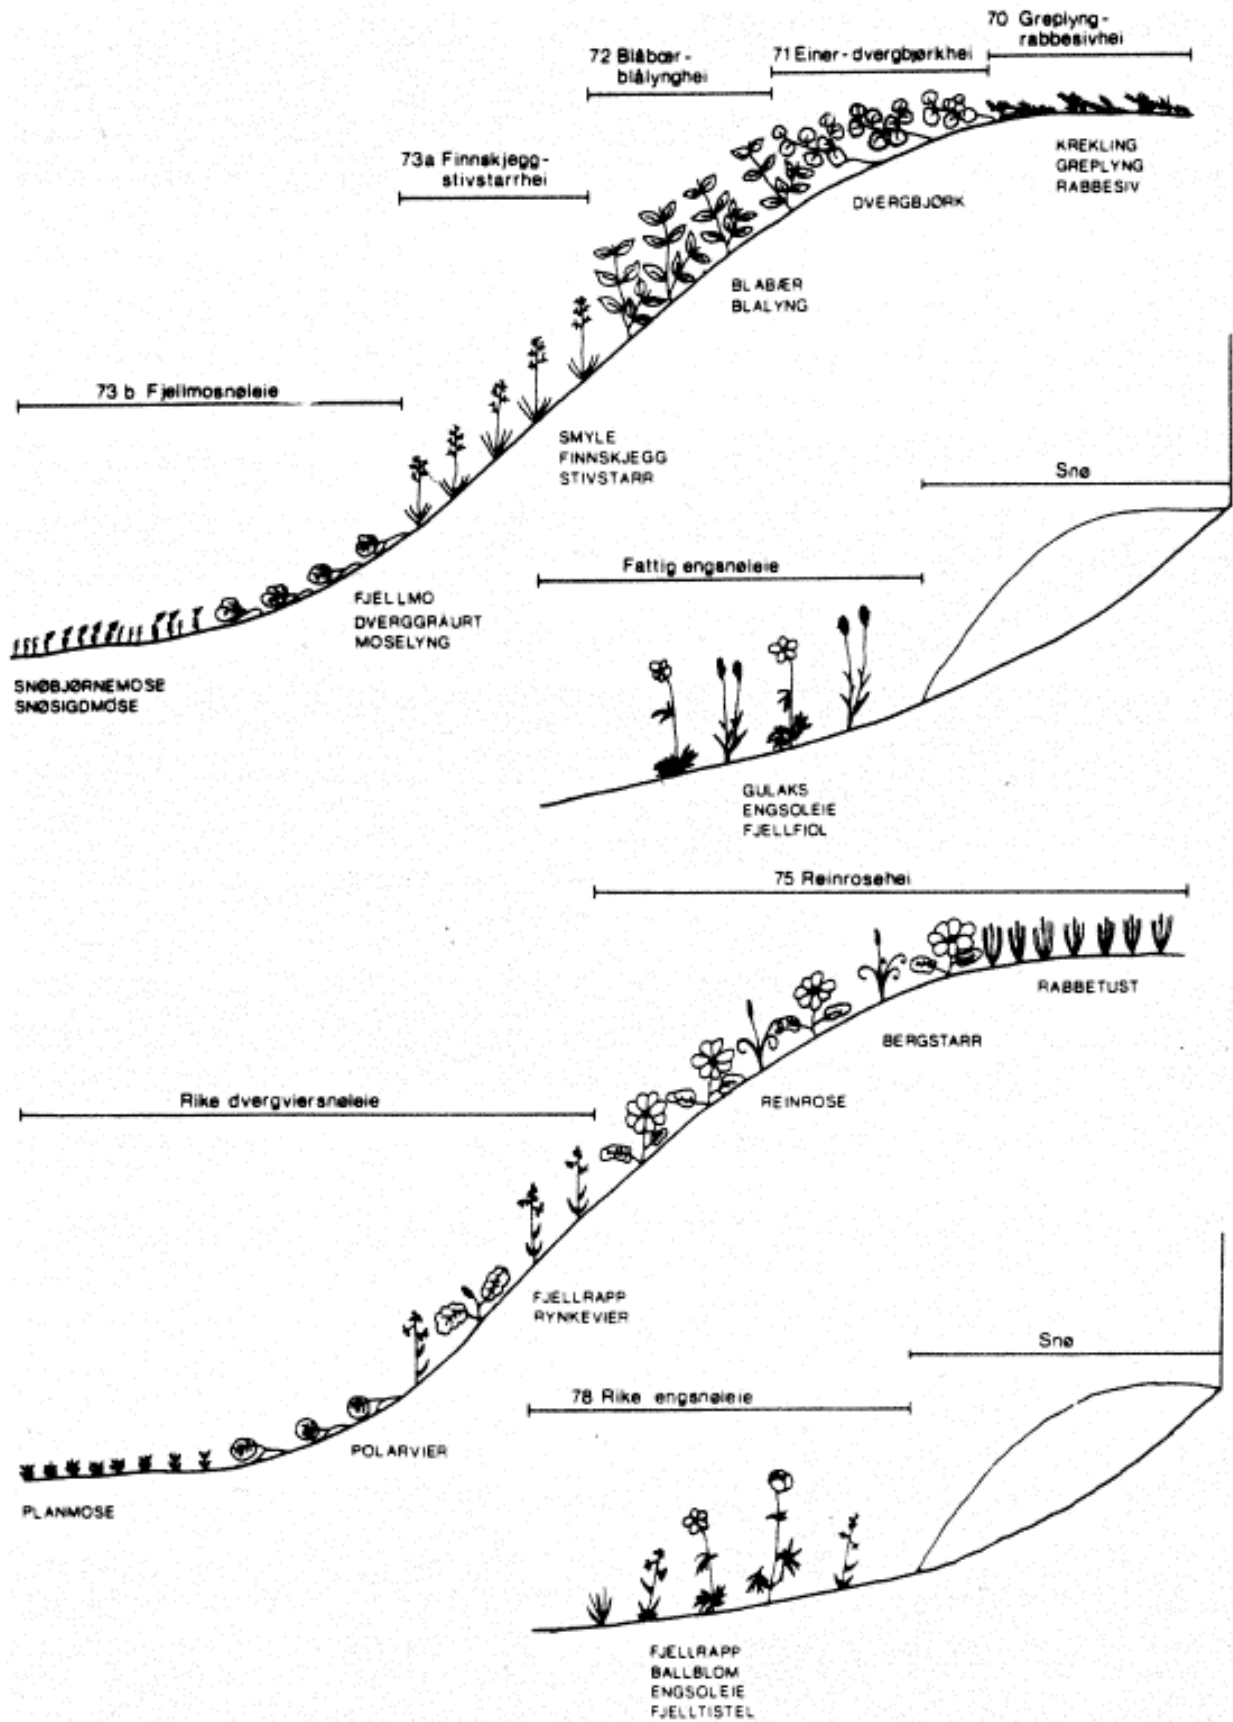 70 Greplyng-
rabbesivhei
71 Einer-dvergbjørkhei
72 Blåbær-
blålynghei
73a Finnskjegg-
stivstarrhei
73 b Fjellmosnøleie
KREKLING
GREPLYNG
RABBESIV
DVERGBJØRK
BLABÆR
BLALYNG
SMYLE
FINNSKJEGG
STIVSTARR
FJELLMO
DVERGGRÅURT
MOSELYNG
SNØBJØRNEMOSE
SNØSIGDMOSE
Snø
Fattig engsnøleie
GULAKS
ENGSOLEIE
FJELLFIOL
75 Reinrosehei
RABBETUST
BERGSTARR
REINROSE
Rike dvergviersnøleie
FJELLRAPP
RYNKEVIER
POLARVIER
PLANMOSE
Snø
78 Rike engsnøleie
FJELLRAPP
BALLBLOM
ENGSOLEIE
FJELLTISTEL